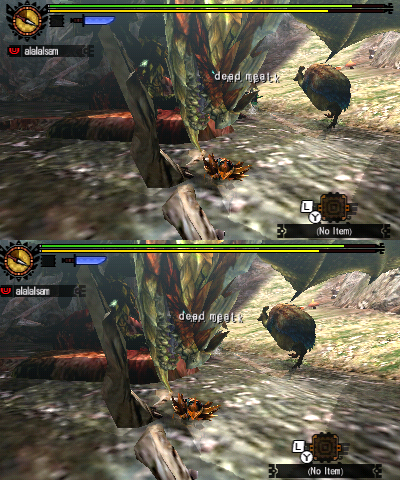 alalalsam
dead meat
L
Y
(No Item)
alalalsam
dead meat
L
Y
(No Item)